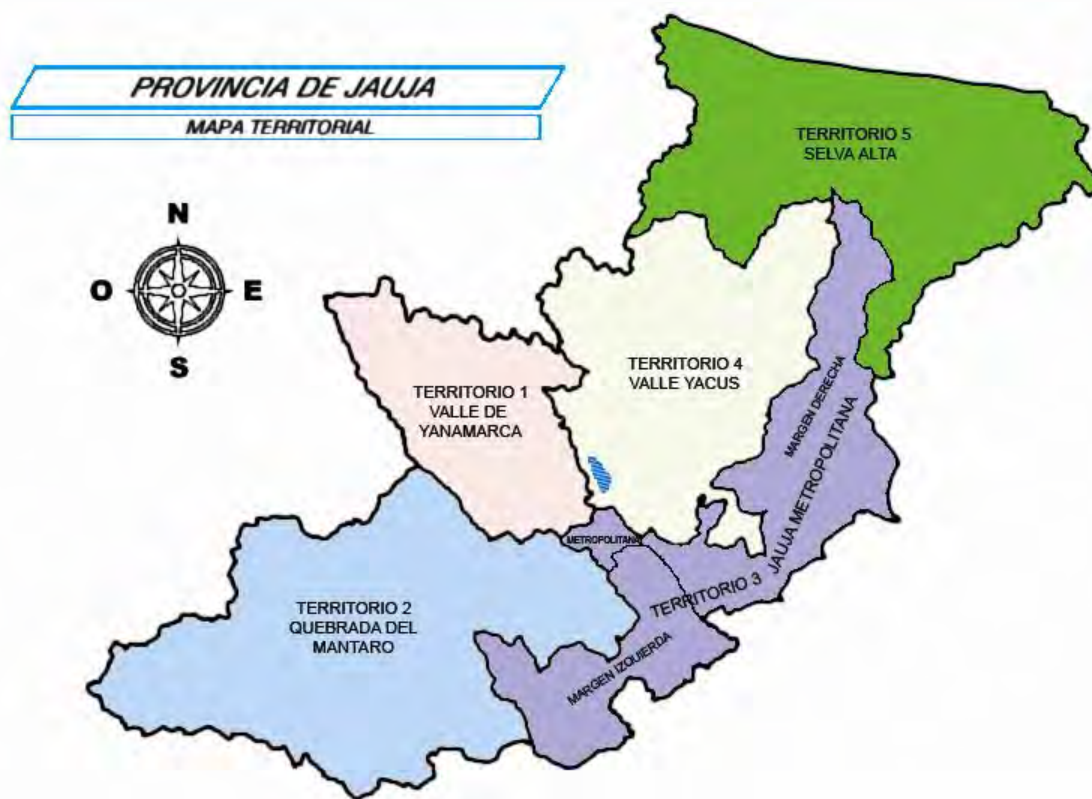 PROVINCIA DE JAUJA
MAPA TERRITORIAL
N
O
E
S
TERRITORIO 5
SELVA ALTA
TERRITORIO 4
VALLE YACUS
TERRITORIO 1
VALLE DE
YANAMARCA
MARGEN DERECHA
JAUJA METROPOLITANA
METROPOLITANA
TERRITORIO 3
TERRITORIO 2
QUEBRADA DEL
MANTARO
MARGEN IZQUIERDA